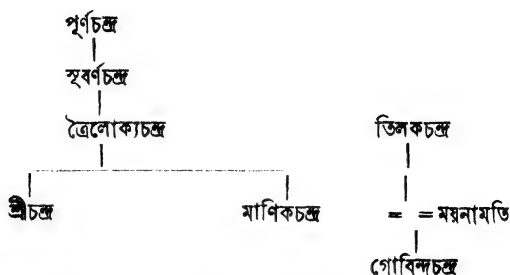 পূর্ণচন্দ্র
সূবর্ণচন্দ্র
ত্রৈলোক্যচন্দ্র তিলকচন্দ্র
শ্রীচন্দ্র মাণিকচন্দ্র = =ময়নামতি
গোবিন্দচন্দ্র